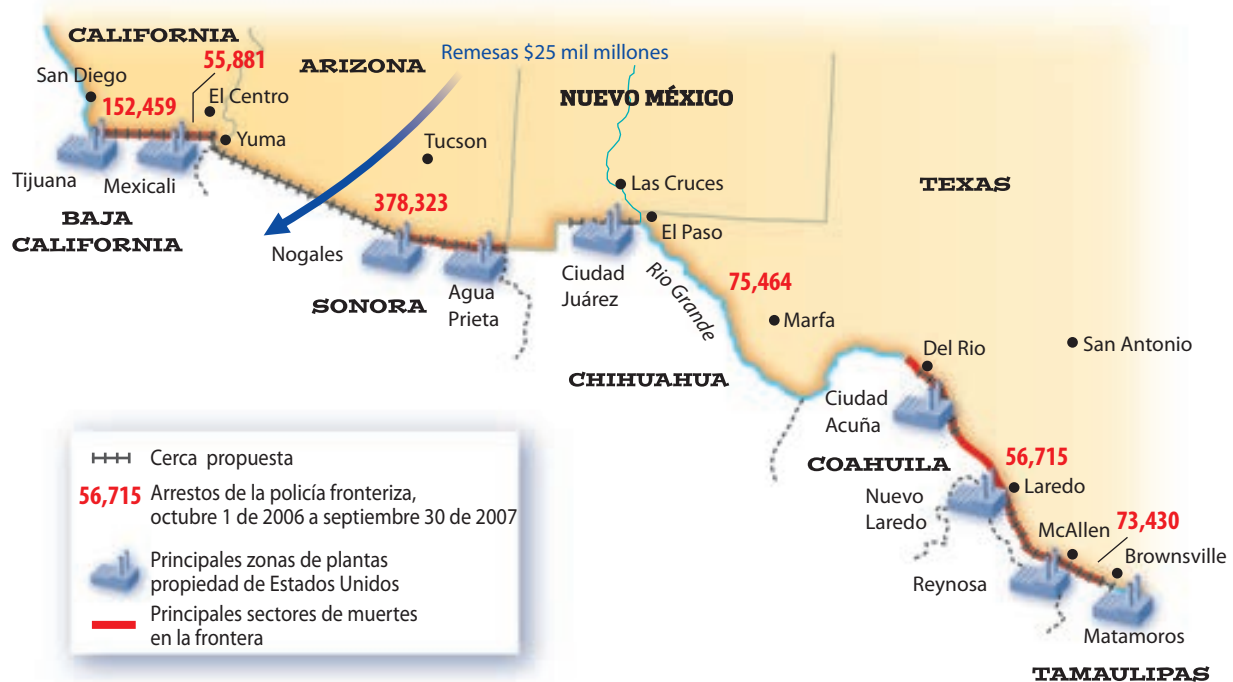 CALIFORNIA
55,881
San Diego
152,459
El Centro
Yuma
Tijuana
Mexicali
BAJA
CALIFORNIA
ARIZONA
Remesas $25 mil millones
Tucson
378,323
Nogales
Agua
Prieta
SONORA
NUEVO MÉXICO
Las Cruces
El Paso
Ciudad
Juárez
Rio Grande
CHIHUAHUA
TEXAS
75,464
Marfa
San Antonio
Del Rio
Ciudad
Acuña
COAHUILA
56,715
Laredo
Nuevo
Laredo
McAllen
73,430
Brownsville
Reynosa
Matamoros
TAMAULIPAS
Cerca propuesta
56,715 Arrestos de la policía fronteriza,
octubre 1 de 2006 a septiembre 30 de 2007
Principales zonas de plantas
propiedad de Estados Unidos
Principales sectores de muertes
en la frontera